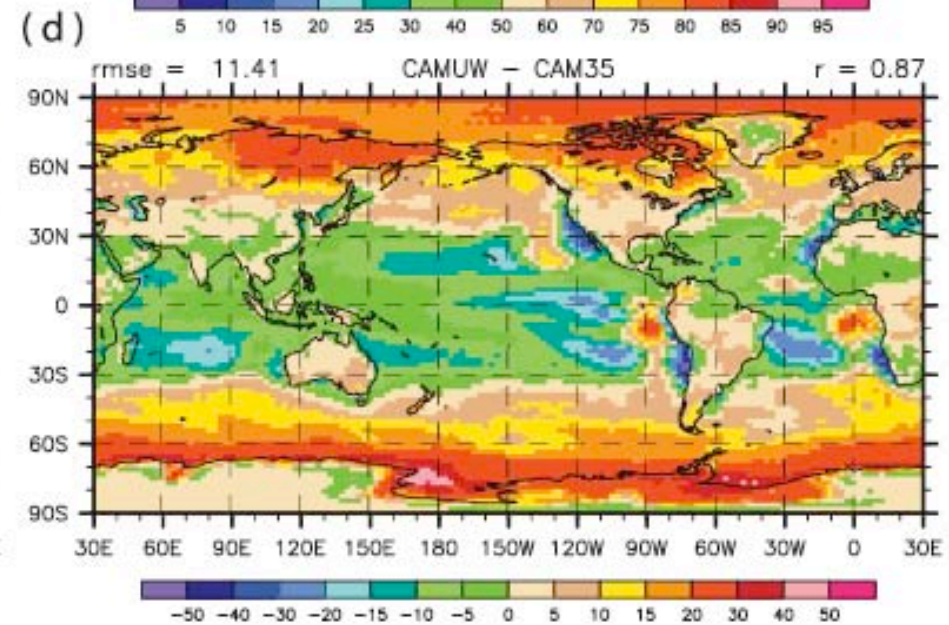 (d)
5 10 15 20 25 30 40 50 60 70 75 80 85 90 95
rmse = 11.41 CAMUW − CAM35 r = 0.87
90N
60N
30N
0
30S
60S
90S
30E 60E 90E 120E 150E 180 150W 120W 90W 60W 30W 0 30E
−50 −40 −30 −20 −15 −10 −5 0 5 10 15 20 30 40 50